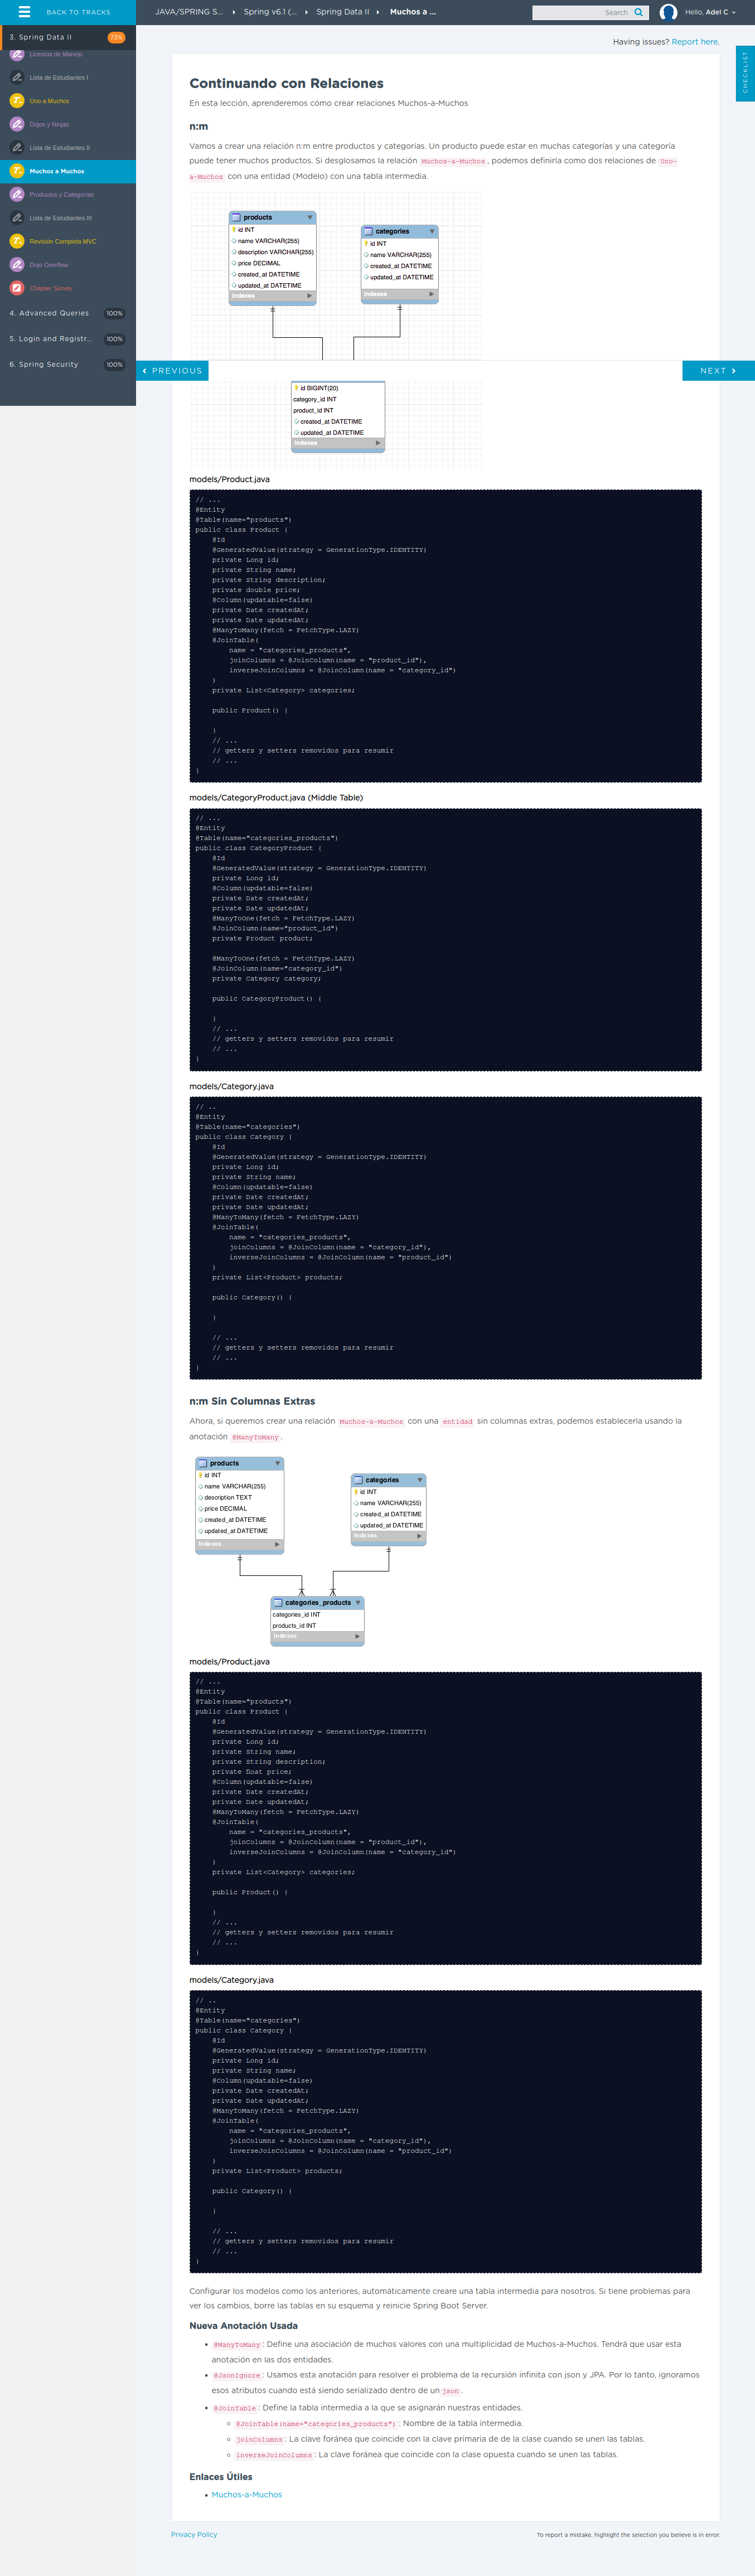 BACK TO TRACKS
JAVA/SPRING S...
Spring v6.1 (...
Spring Data II
Muchos a ...
Search
Hello, Adel C
3. Spring Data II
73%
Licencia de Manejo
Lista de Estudiantes I
Uno a Muchos
Dojos y Ninjas
Lista de Estudiantes II
Muchos a Muchos
Productos y Categorías
Lista de Estudiantes III
Revisión Completa MVC
Dojo Overflow
Chapter Survey
4. Advanced Queries
100%
5. Login and Registr...
100%
6. Spring Security
100%
Having issues? Report here.
CHECKLIST
Continuando con Relaciones
En esta lección, aprenderemos cómo crear relaciones Muchos-a-Muchos
n:m
Vamos a crear una relación n:m entre productos y categorías. Un producto puede estar en muchas categorías y una categoría
puede tener muchos productos. Si desglosamos la relación Muchos-a-Muchos, podemos definirla como dos relaciones de Uno-
a-Muchos con una entidad (Modelo) con una tabla intermedia.
products
id INT
name VARCHAR(255)
description VARCHAR(255)
price DECIMAL
created_at DATETIME
updated_at DATETIME
Indexes
categories
id INT
name VARCHAR(255)
created_at DATETIME
updated_at DATETIME
Indexes
PREVIOUS
NEXT
id BIGINT(20)
category_id INT
product_id INT
created_at DATETIME
updated_at DATETIME
Indexes
models/Product.java
// ...
@Entity
@Table(name="products")
public class Product {
@Id
@GeneratedValue(strategy = GenerationType.IDENTITY)
private Long id;
private String name;
private String description;
private double price;
@Column(updatable=false)
private Date createdAt;
private Date updatedAt;
@ManyToMany(fetch = FetchType.LAZY)
@JoinTable(
name = "categories_products",
joinColumns = @JoinColumn(name = "product_id"),
inverseJoinColumns = @JoinColumn(name = "category_id")
)
private List<Category> categories;
public Product() {
}
// ...
// getters y setters removidos para resumir
// ...
}
models/CategoryProduct.java (Middle Table)
// ...
@Entity
@Table(name="categories_products")
public class CategoryProduct {
@Id
@GeneratedValue(strategy = GenerationType.IDENTITY)
private Long id;
@Column(updatable=false)
private Date createdAt;
private Date updatedAt;
@ManyToOne(fetch = FetchType.LAZY)
@JoinColumn(name="product_id")
private Product product;
@ManyToOne(fetch = FetchType.LAZY)
@JoinColumn(name="category_id")
private Category category;
public CategoryProduct() {
}
// ...
// getters y setters removidos para resumir
// ...
}
models/Category.java
// ..
@Entity
@Table(name="categories")
public class Category {
@Id
@GeneratedValue(strategy = GenerationType.IDENTITY)
private Long id;
private String name;
@Column(updatable=false)
private Date createdAt;
private Date updatedAt;
@ManyToMany(fetch = FetchType.LAZY)
@JoinTable(
name = "categories_products",
joinColumns = @JoinColumn(name = "category_id"),
inverseJoinColumns = @JoinColumn(name = "product_id")
)
private List<Product> products;
public Category() {
}
// ...
// getters y setters removidos para resumir
// ...
}
n:m Sin Columnas Extras
Ahora, si queremos crear una relación Muchos-a-Muchos con una entidad sin columnas extras, podemos establecerla usando la
anotación @ManyToMany.
products
id INT
name VARCHAR(255)
description TEXT
price DECIMAL
created_at DATETIME
updated_at DATETIME
Indexes
categories
id INT
name VARCHAR(255)
created_at DATETIME
updated_at DATETIME
Indexes
categories_products
categories_id INT
products_id INT
Indexes
models/Product.java
// ...
@Entity
@Table(name="products")
public class Product {
@Id
@GeneratedValue(strategy = GenerationType.IDENTITY)
private Long id;
private String name;
private String description;
private float price;
@Column(updatable=false)
private Date createdAt;
private Date updatedAt;
@ManyToMany(fetch = FetchType.LAZY)
@JoinTable(
name = "categories_products",
joinColumns = @JoinColumn(name = "product_id"),
inverseJoinColumns = @JoinColumn(name = "category_id")
)
private List<Category> categories;
public Product() {
}
// ...
// getters y setters removidos para resumir
// ...
}
models/Category.java
// ..
@Entity
@Table(name="categories")
public class Category {
@Id
@GeneratedValue(strategy = GenerationType.IDENTITY)
private Long id;
private String name;
@Column(updatable=false)
private Date createdAt;
private Date updatedAt;
@ManyToMany(fetch = FetchType.LAZY)
@JoinTable(
name = "categories_products",
joinColumns = @JoinColumn(name = "category_id"),
inverseJoinColumns = @JoinColumn(name = "product_id")
)
private List<Product> products;
public Category() {
}
// ...
// getters y setters removidos para resumir
// ...
}
Configurar los modelos como los anteriores, automáticamente creare una tabla intermedia para nosotros. Si tiene problemas para
ver los cambios, borre las tablas en su esquema y reinicie Spring Boot Server.
Nueva Anotación Usada
@ManyToMany: Define una asociación de muchos valores con una multiplicidad de Muchos-a-Muchos. Tendrá que usar esta
anotación en las dos entidades.
@JsonIgnore: Usamos esta anotación para resolver el problema de la recursión infinita con json y JPA. Por lo tanto, ignoramos
esos atributos cuando está siendo serializado dentro de un json.
@JoinTable: Define la tabla intermedia a la que se asignarán nuestras entidades.
@JoinTable(name="categories_products"): Nombre de la tabla intermedia.
joinColumns: La clave foránea que coincide con la clave primaria de de la clase cuando se unen las tablas.
inverseJoinColumns: La clave foránea que coincide con la clase opuesta cuando se unen las tablas.
Enlaces Útiles
Muchos-a-Muchos
Privacy Policy
To report a mistake, highlight the selection you believe is in error.